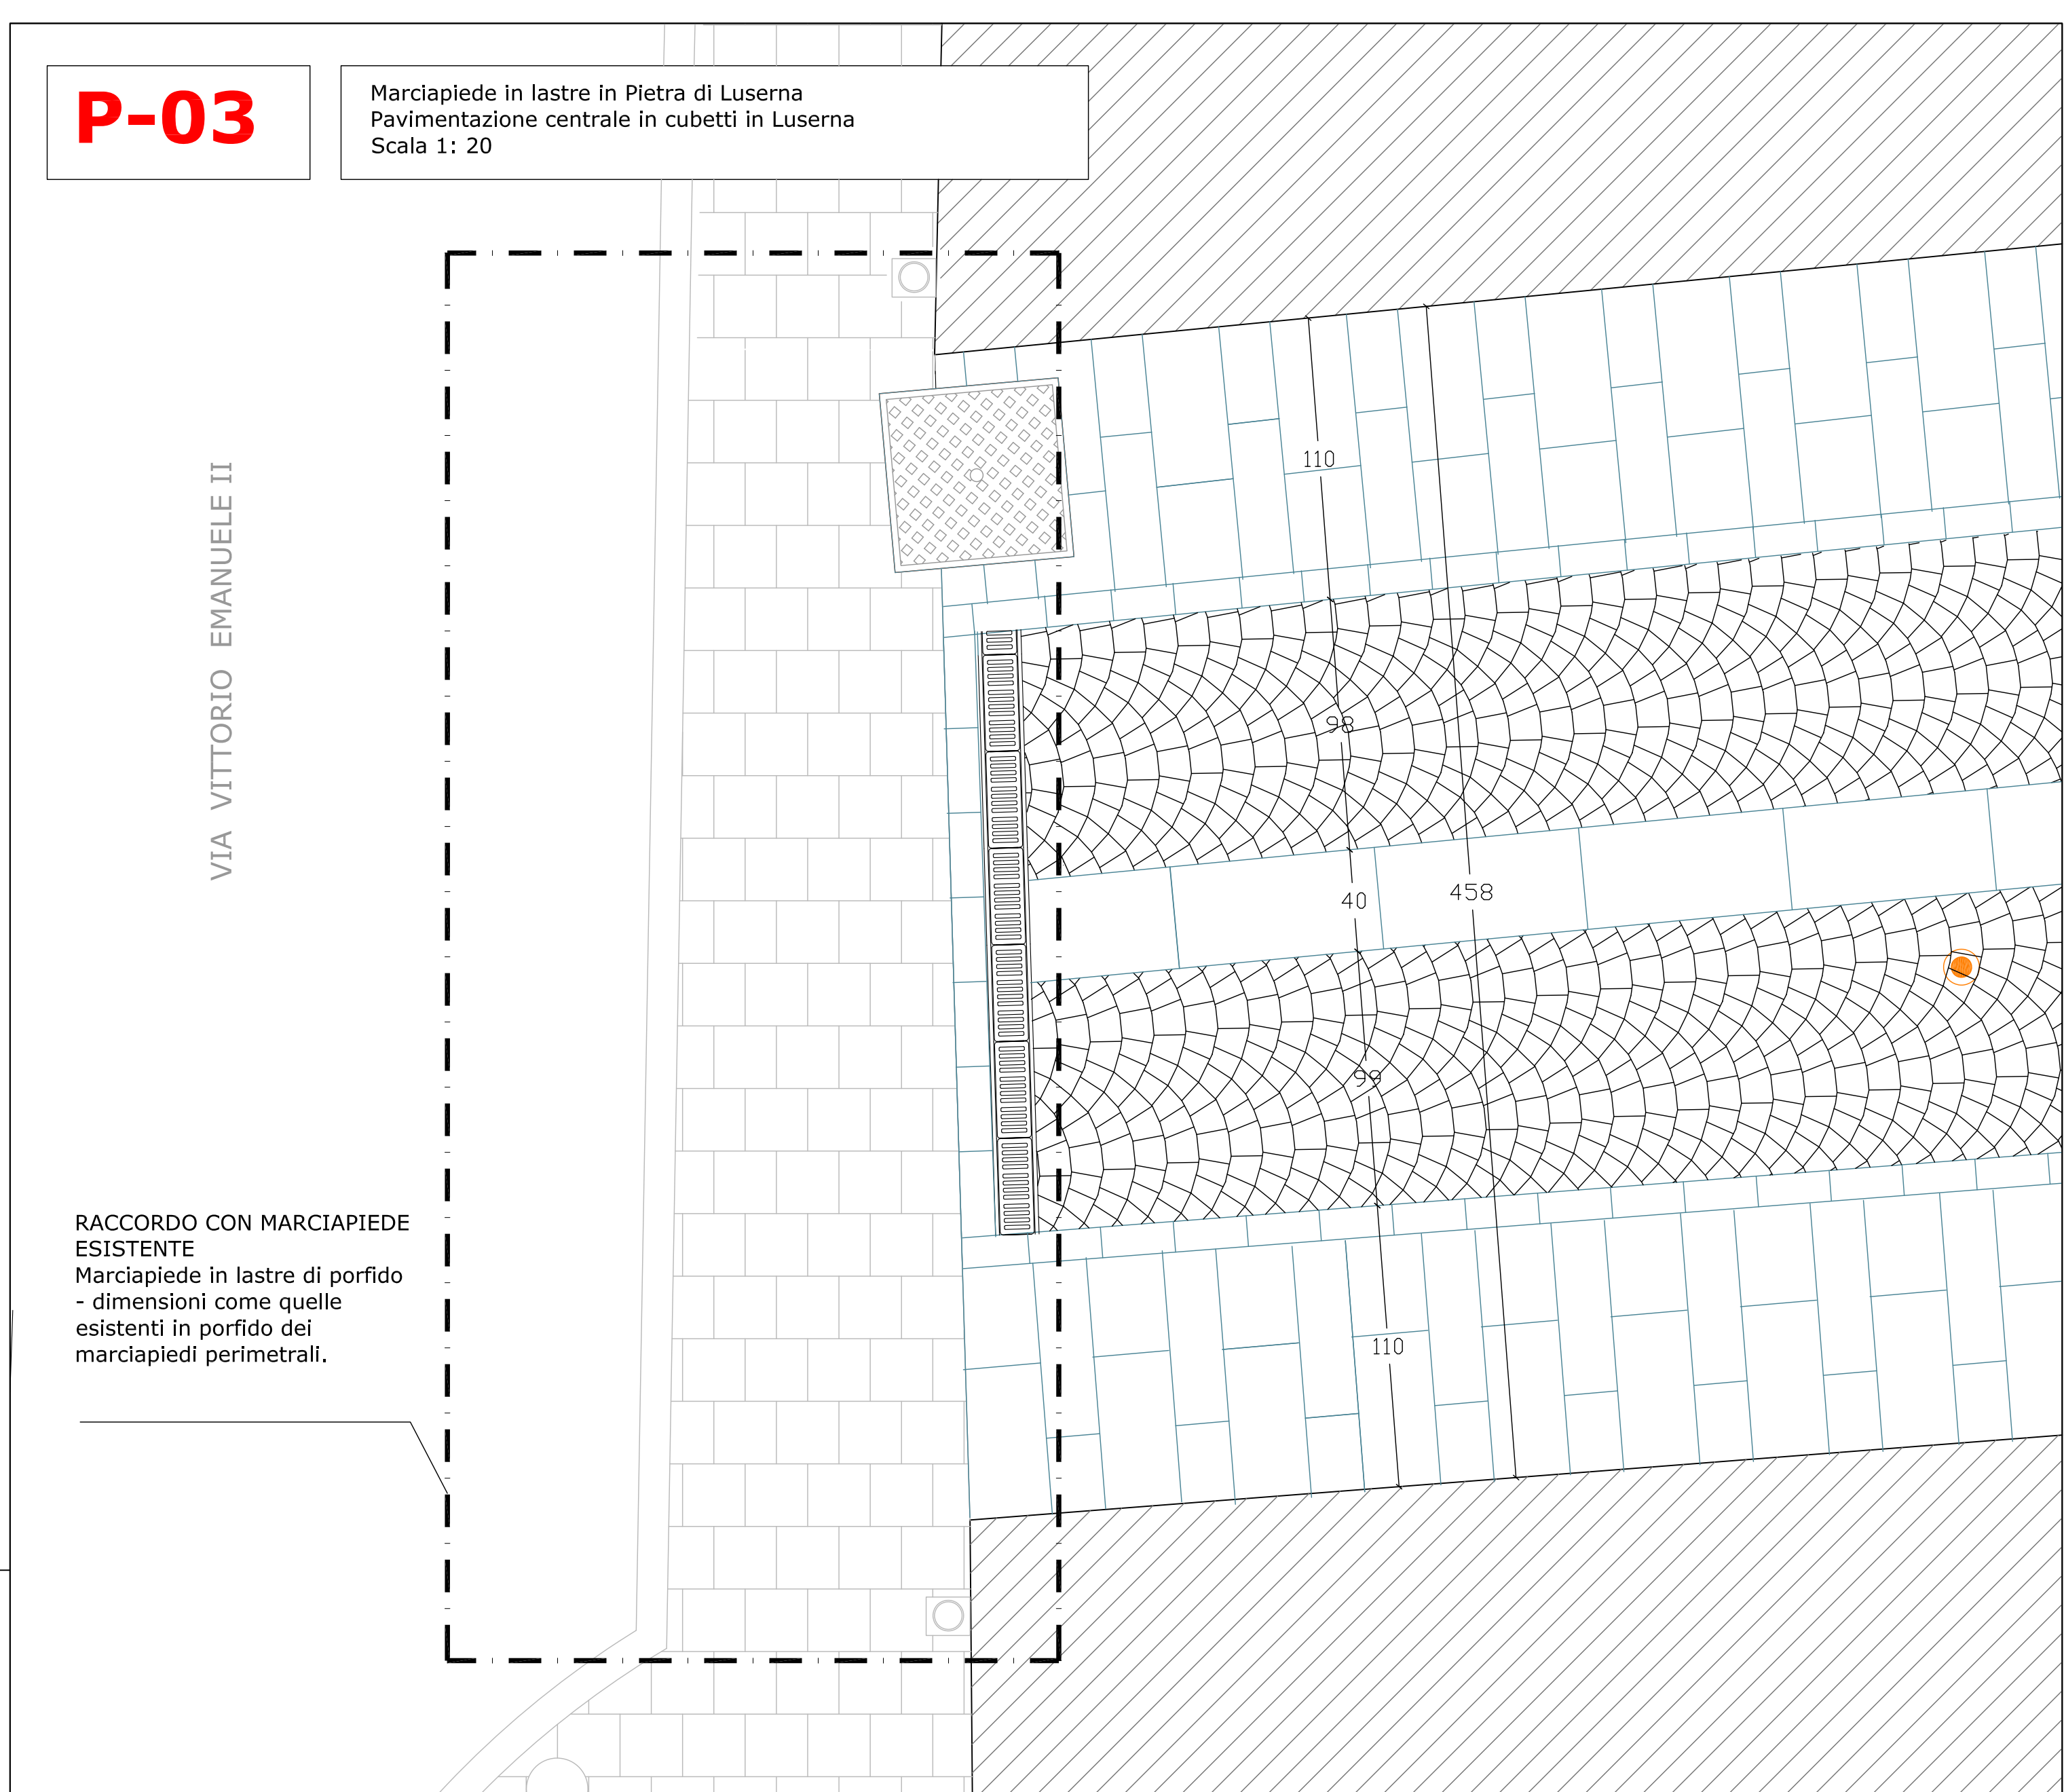 P-03
Marciapiede in lastre in Pietra di Luserna
Pavimentazione centrale in cubetti in Luserna
Scala 1: 20
VIA VITTORIO EMANUELE II
110
98
40
458
99
110
RACCORDO CON MARCIAPIEDE
ESISTENTE
Marciapiede in lastre di porfido
- dimensioni come quelle
esistenti in porfido dei
marciapiedi perimetrali.